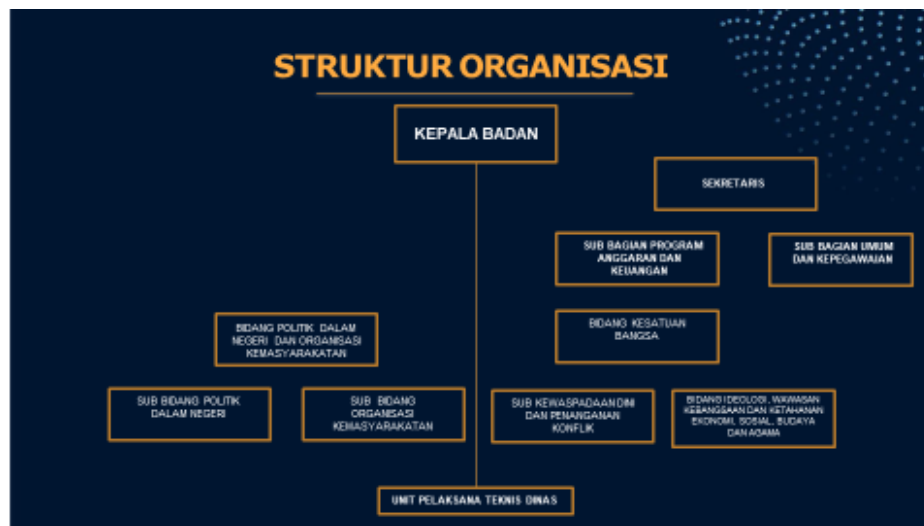 STRUKTUR ORGANISASI
KEPALA BADAN
SEKRETARIS
SUB BAGIAN PROGRAM
ANGGARAN DAN
KEUANGAN
SUB BAGIAN UMUM
DAN KEPEGAWAIAN
BIDANG POLITIK DALAM
NEGERI DAN ORGANISASI
KEMASYARAKATAN
BIDANG KESATUAN
BANGSA
SUB BIDANG POLITIK
DALAM NEGERI
SUB BIDANG
ORGANISASI
KEMASYARAKATAN
SUB KEWASPADAAN DINI
DAN PENANGANAN
KONFLIK
BIDANG IDEOLOGI, WAWASAN
KEBANGSAAN DAN KETAHANAN
EKONOMI, SOSIAL, BUDAYA
DAN AGAMA
UNIT PELAKSANA TEKNIS DINAS